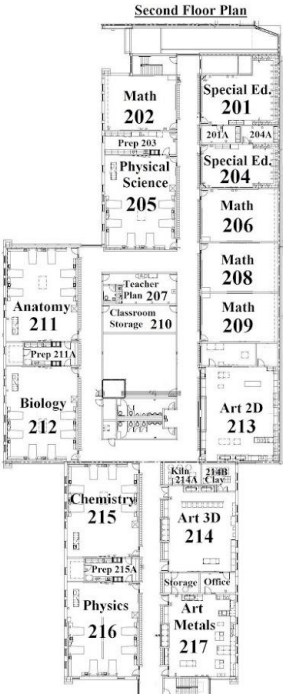 Second Floor Plan
Math
202
Special Ed.
201
Prep 203
201A
204A
Physical
Science
205
Special Ed.
204
Math
206
Math
208
Teacher
Plan 207
Classroom
Storage 210
Anatomy
211
Math
209
Prep 211A
Biology
212
Art 2D
213
Kiln
214A
214B
Clay
Chemistry
215
Art 3D
214
Prep 215A
Storage
Office
Physics
216
Art
Metals
217